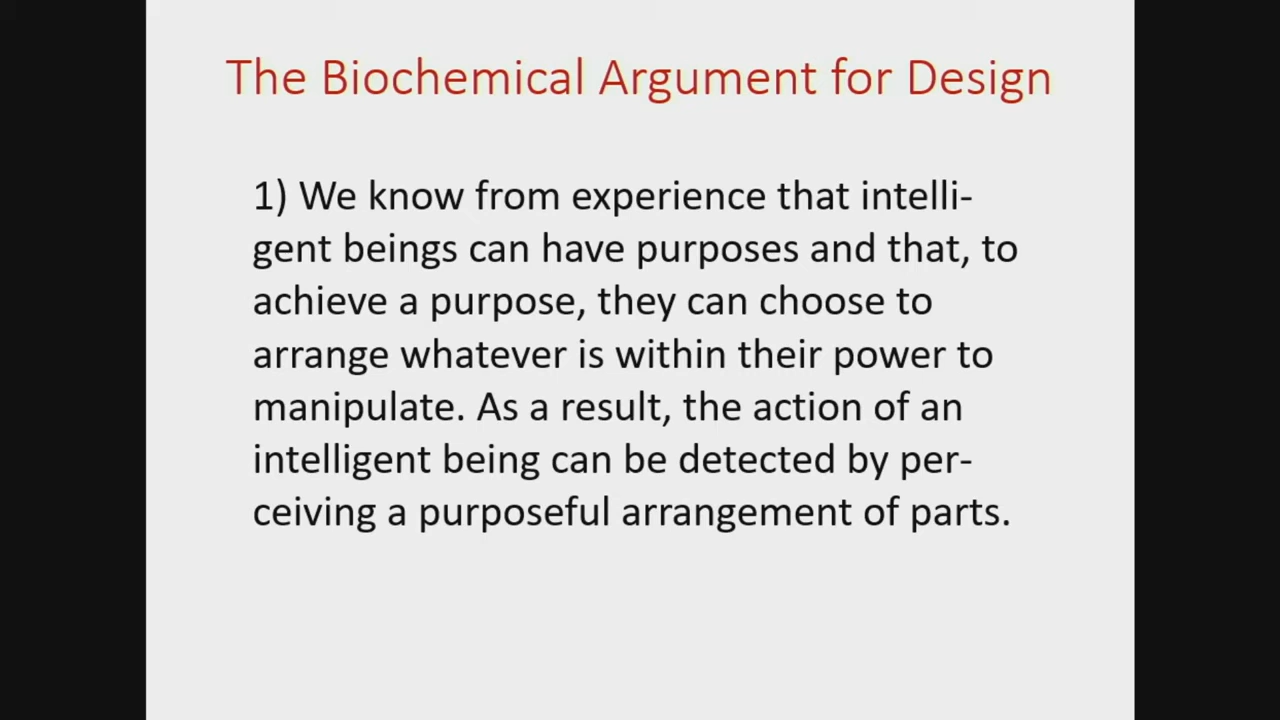 The Biochemical Argument for Design
1) We know from experience that intelli-
gent beings can have purposes and that, to
achieve a purpose, they can choose to
arrange whatever is within their power to
manipulate. As a result, the action of an
intelligent being can be detected by per-
ceiving a purposeful arrangement of parts.